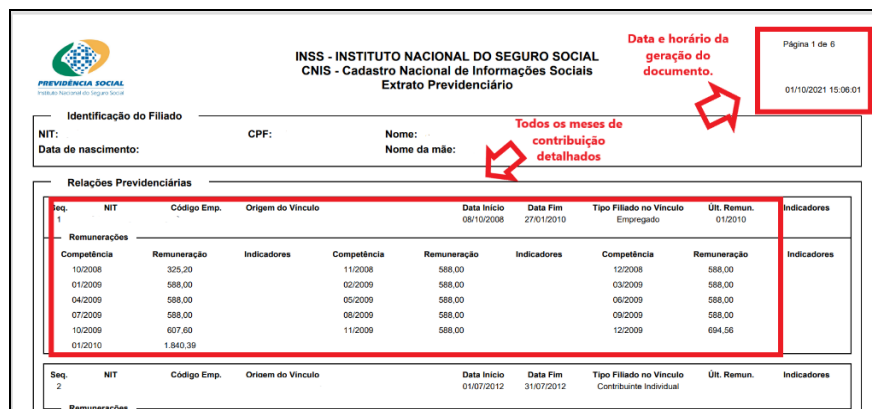 PREVIDÊNCIA SOCIAL
Instituto Nacional do Seguro Social
INSS - INSTITUTO NACIONAL DO SEGURO SOCIAL
CNIS - Cadastro Nacional de Informações Sociais
Extrato Previdenciário
Data e horário da
geração do
documento.
Página 1 de 6
01/10/2021 15:06:01
Identificação do Filiado
NIT: CPF: Nome:
Data de nascimento: Nome da mãe:
Todos os meses de
contribuição
detalhados
Relações Previdenciárias
Seq. NIT Código Emp. Origem do Vínculo Data Início Data Fim Tipo Filiado no Vínculo Últ. Remun. Indicadores
1 08/10/2008 27/01/2010 Empregado 01/2010
Remunerações
Competência Remuneração Indicadores Competência Remuneração Indicadores Competência Remuneração Indicadores
10/2008 325,20 11/2008 588,00 12/2008 588,00
01/2009 588,00 02/2009 588,00 03/2009 588,00
04/2009 588,00 05/2009 588,00 06/2009 588,00
07/2009 588,00 08/2009 588,00 09/2009 588,00
10/2009 607,60 11/2009 588,00 12/2009 694,56
01/2010 1.840,39
Seq. NIT Código Emp. Origem do Vínculo Data Início Data Fim Tipo Filiado no Vínculo Últ. Remun. Indicadores
2 01/07/2012 31/07/2012 Contribuinte Individual
Remunerações